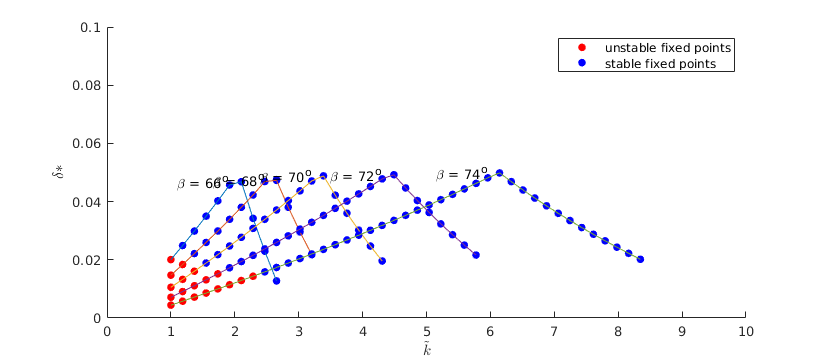 0.1
unstable fixed points
stable fixed points
0.08
0.06
δ*
β = 66°
β = 68°
β = 70°
β = 72°
β = 74°
0.04
0.02
0
0 1 2 3 4 5 6 7 8 9 10
k̃